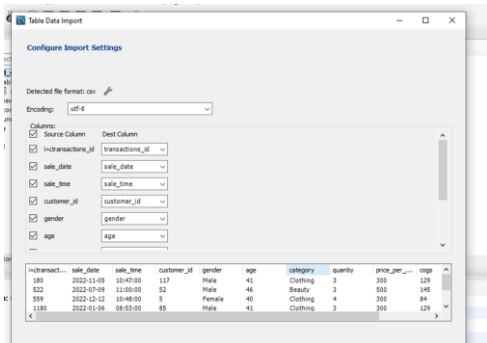 Table Data Import
Configure Import Settings
Detected file format: csv
Encoding: utf-8
Columns:
Source Column Dest Column
ï»¿transactions_id transactions_id
sale_date sale_date
sale_time sale_time
customer_id customer_id
gender gender
age age
ï»¿transact... sale_date sale_time customer_id gender age category quantiy price_per_... cogs
180 2022-11-05 10:47:00 117 Male 41 Clothing 3 300 129
522 2022-07-09 11:00:00 52 Male 46 Beauty 3 500 145
559 2022-12-12 10:48:00 5 Female 40 Clothing 4 300 84
1180 2022-01-06 08:53:00 85 Male 41 Clothing 3 300 129